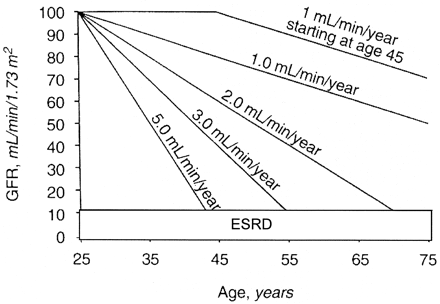 100
90
80
70
60
50
40
30
20
10
0
GFR, mL/min/1.73 m²
1 mL/min/year
starting at age 45
1.0 mL/min/year
2.0 mL/min/year
3.0 mL/min/year
5.0 mL/min/year
ESRD
25 35 45 55 65 75
Age, years